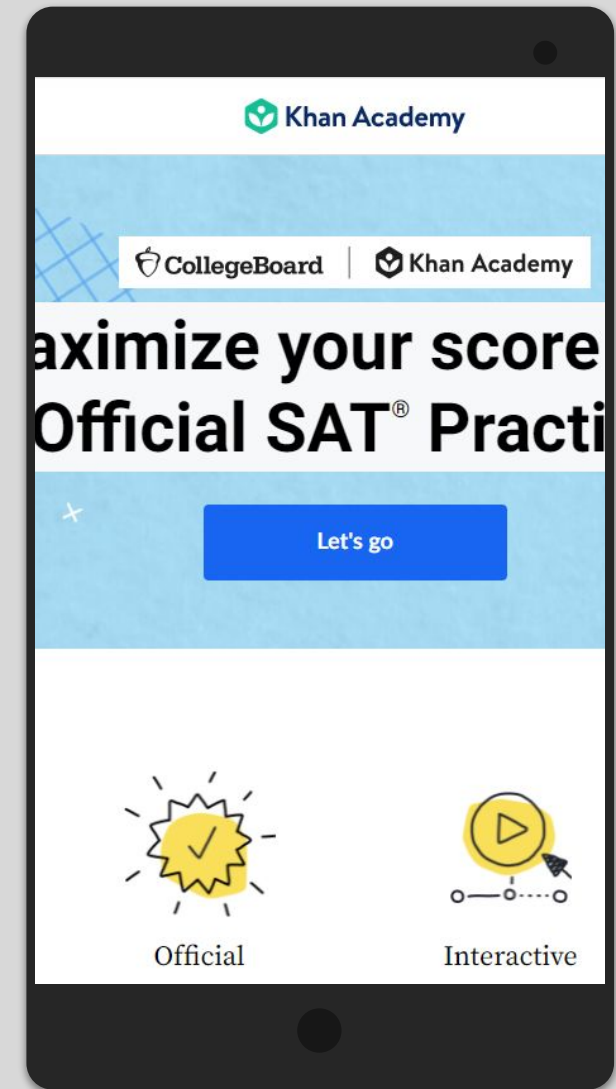 Khan Academy
CollegeBoard | Khan Academy
aximize your score
Official SAT® Practi
Let's go
Official
Interactive